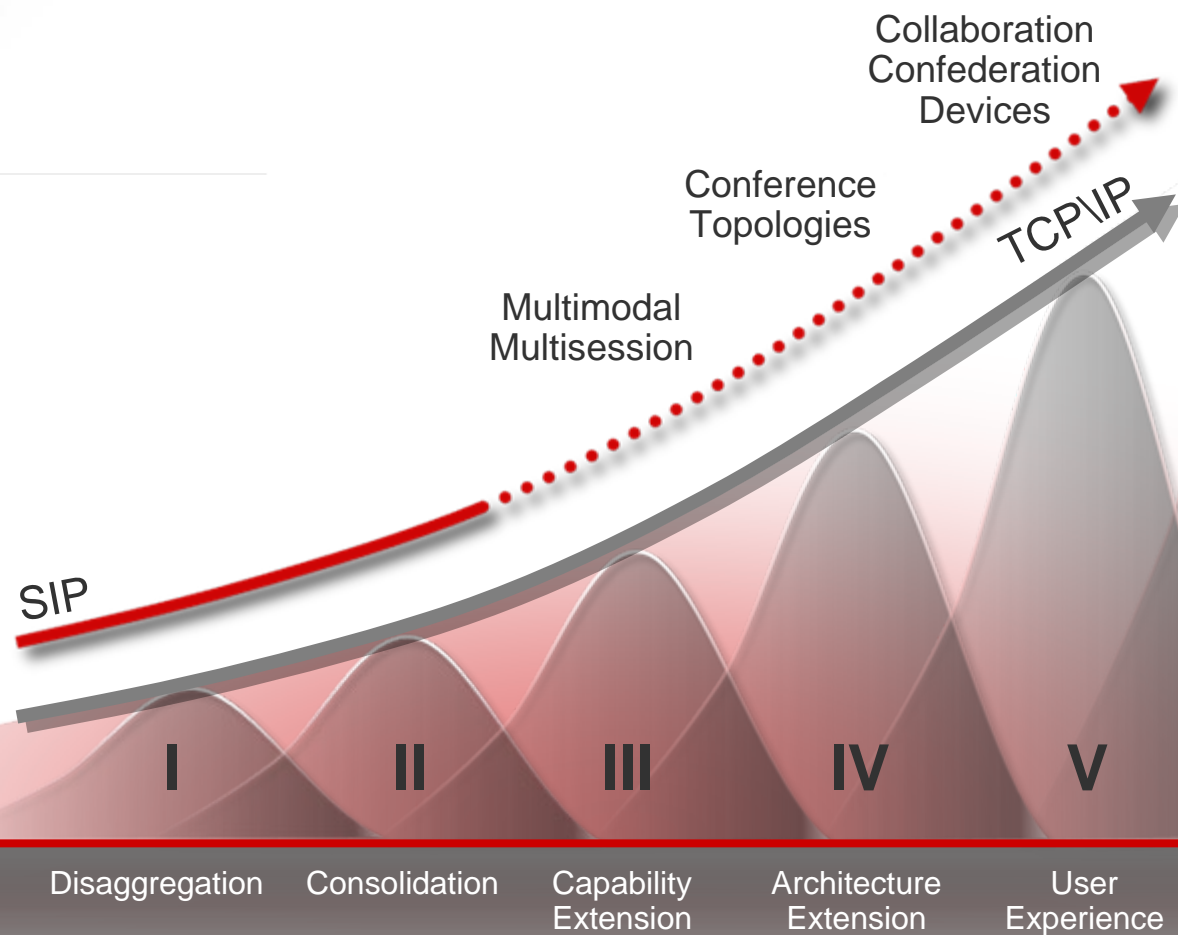 Collaboration
Confederation
Devices
Conference
Topologies
TCP\IP
Multimodal
Multisession
SIP
I
II
III
IV
V
Disaggregation
Consolidation
Capability
Extension
Architecture
Extension
User
Experience